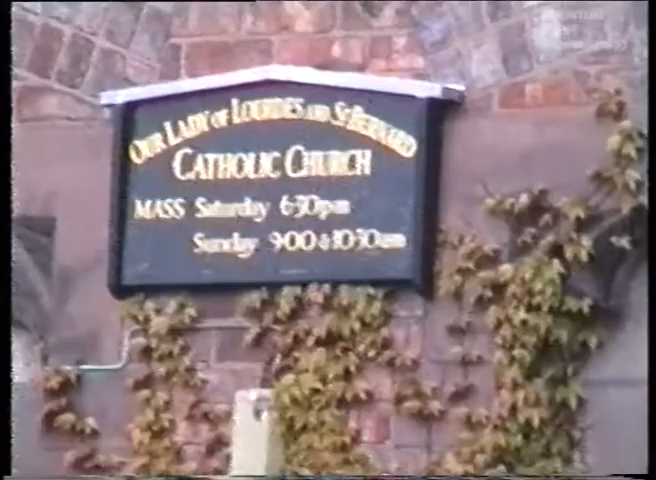 OUR LADY OF LOURDES AND ST BERNARD
CATHOLIC CHURCH
MASS Saturday 6·30pm
Sunday 9·00 & 10·30am